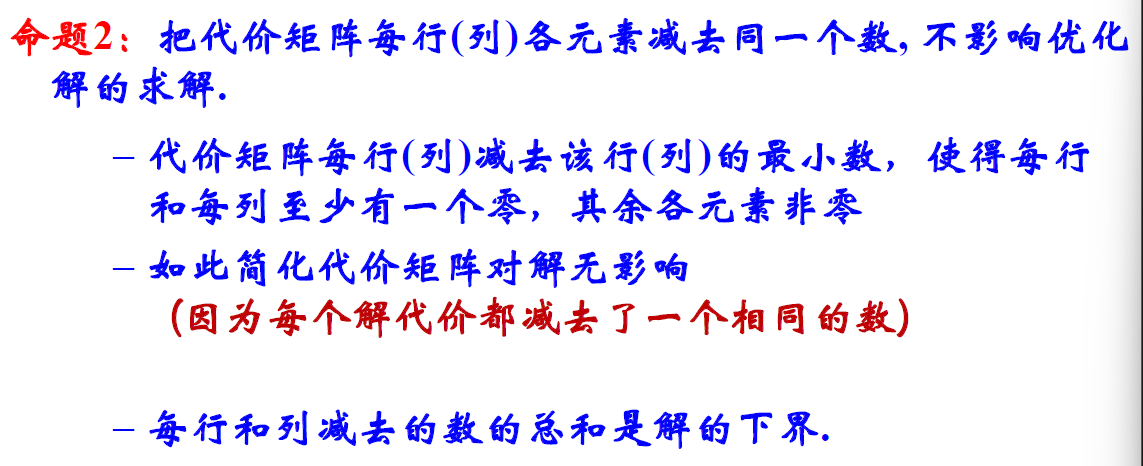 命题2：把代价矩阵每行(列)各元素减去同一个数, 不影响优化
解的求解.
– 代价矩阵每行(列)减去该行(列)的最小数，使得每行
和每列至少有一个零，其余各元素非零
– 如此简化代价矩阵对解无影响
(因为每个解代价都减去了一个相同的数)
– 每行和列减去的数的总和是解的下界.